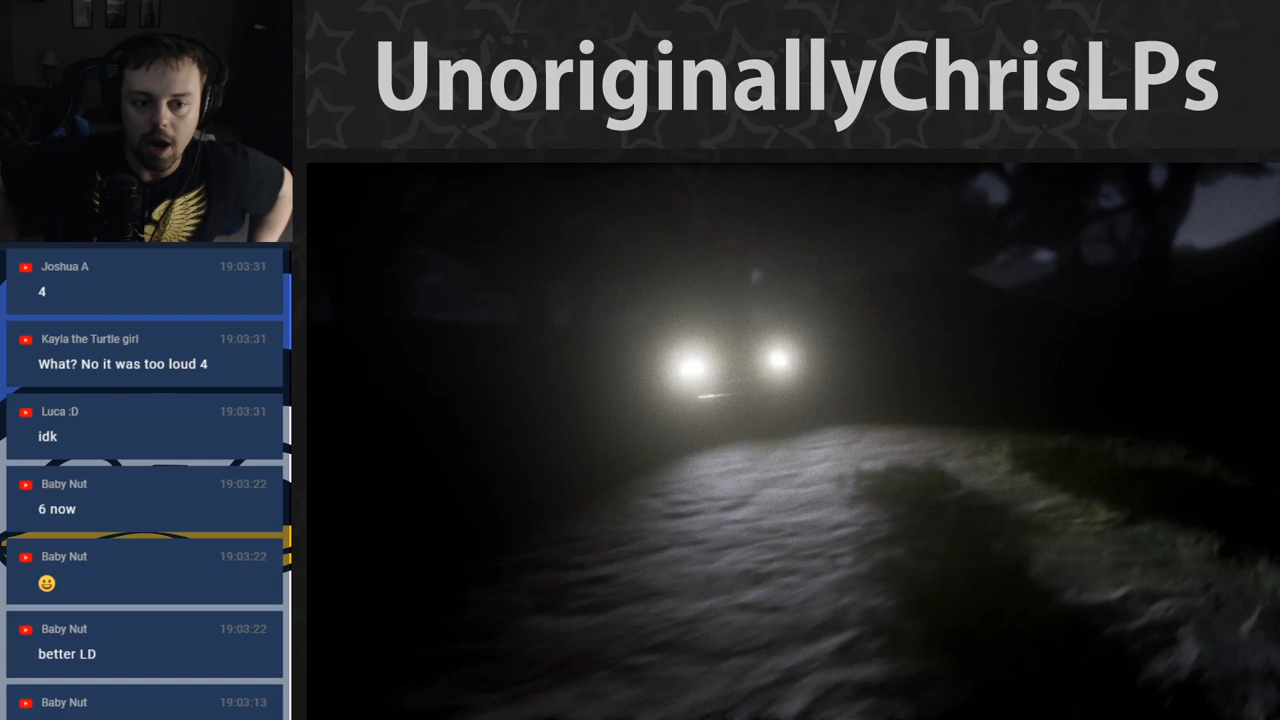 UnoriginallyChrisLPs
Joshua A 19:03:31
4
Kayla the Turtle girl 19:03:31
What? No it was too loud 4
Luca :D 19:03:31
idk
Baby Nut 19:03:22
6 now
Baby Nut 19:03:22
😀
Baby Nut 19:03:22
better LD
Baby Nut 19:03:13